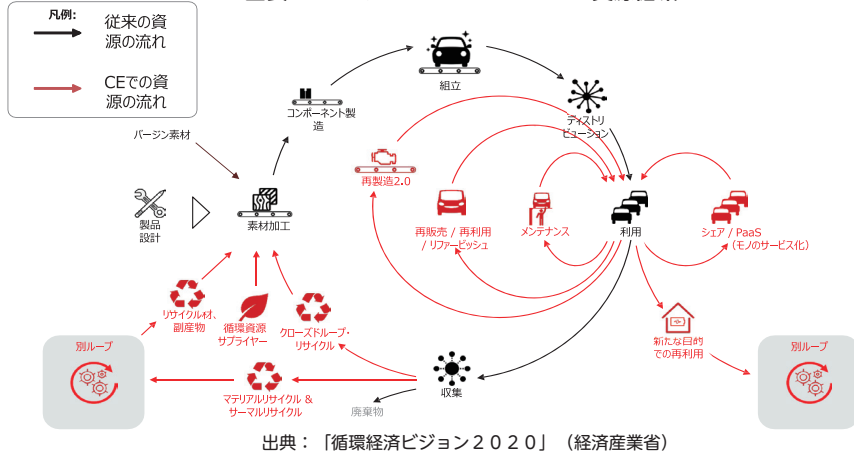 凡例:
従来の資
源の流れ
CEでの資
源の流れ
組立
コンポーネント製
造
ディストリ
ビューション
バージン素材
再製造2.0
製品
設計
素材加工
再販売 / 再利用
/ リファービッシュ
メンテナンス
利用
シェア / PaaS
(モノのサービス化)
リサイクル材、
副産物
循環資源
サプライヤー
クローズドループ・
リサイクル
新たな目的
での再利用
別ループ
別ループ
マテリアルリサイクル &
サーマルリサイクル
収集
廃棄物
出典:「循環経済ビジョン2020」(経済産業省)